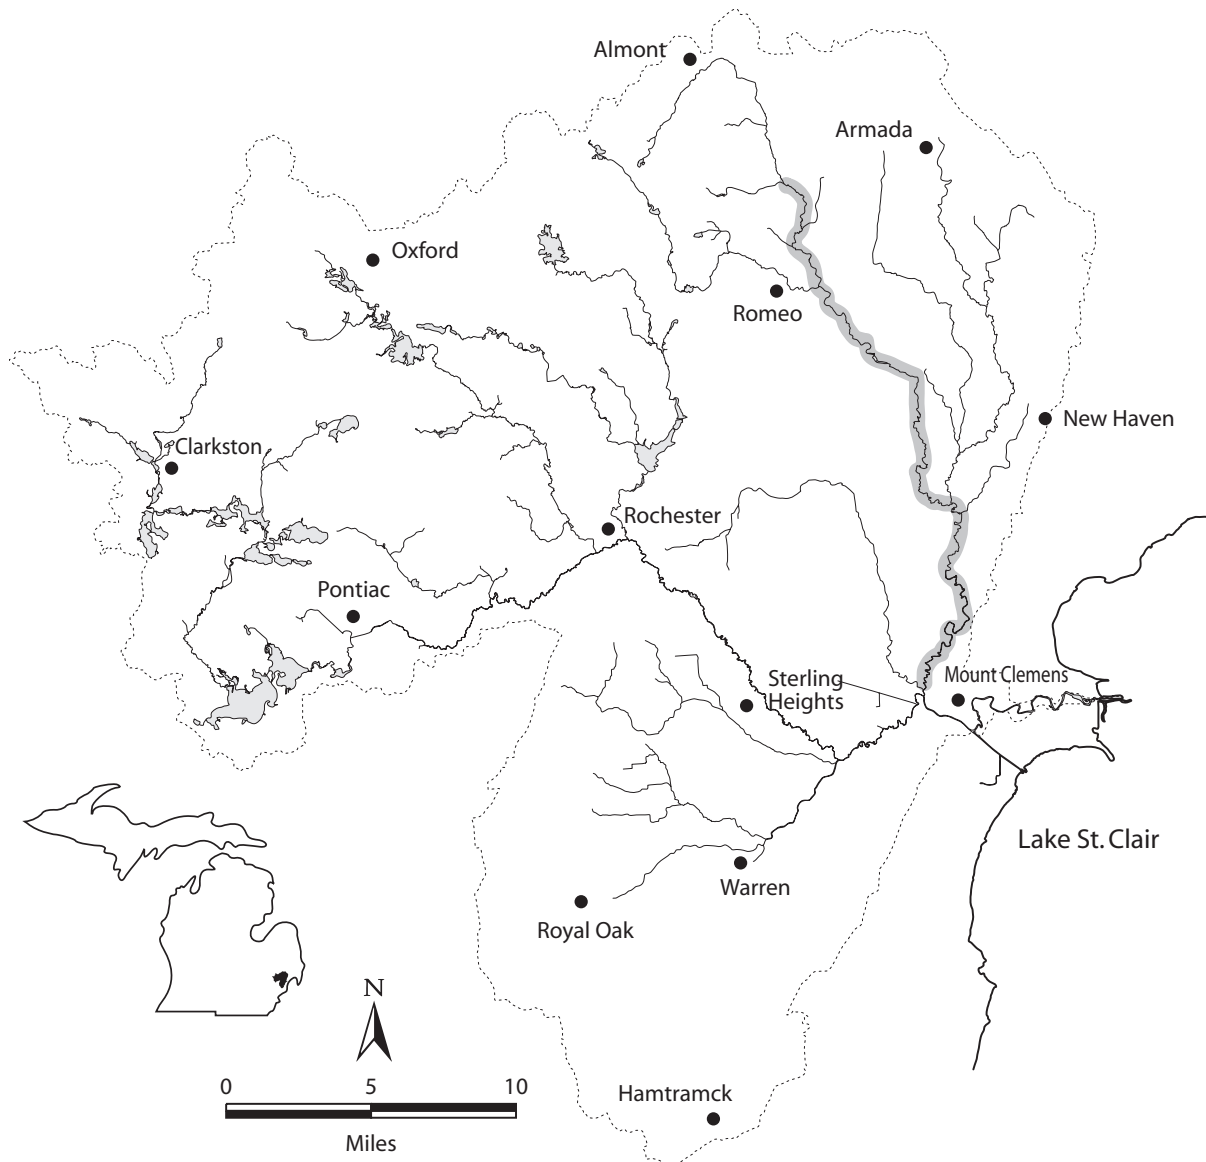 Almont
Armada
Oxford
Romeo
New Haven
Clarkston
Rochester
Pontiac
Mount Clemens
Sterling
Heights
Lake St. Clair
Warren
Royal Oak
N
0 5 10
Miles
Hamtramck